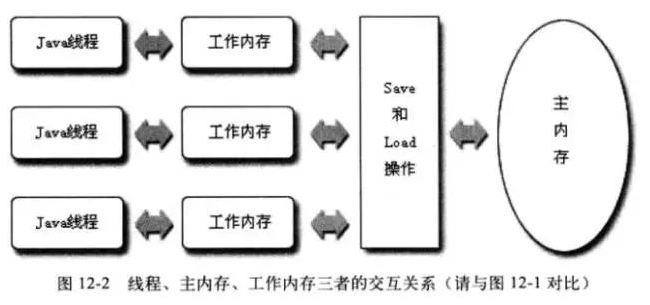 Java线程
工作内存
Java线程
工作内存
Java线程
工作内存
Save
和
Load
操作
主
内
存
图 12-2 线程、主内存、工作内存三者的交互关系（请与图 12-1 对比）